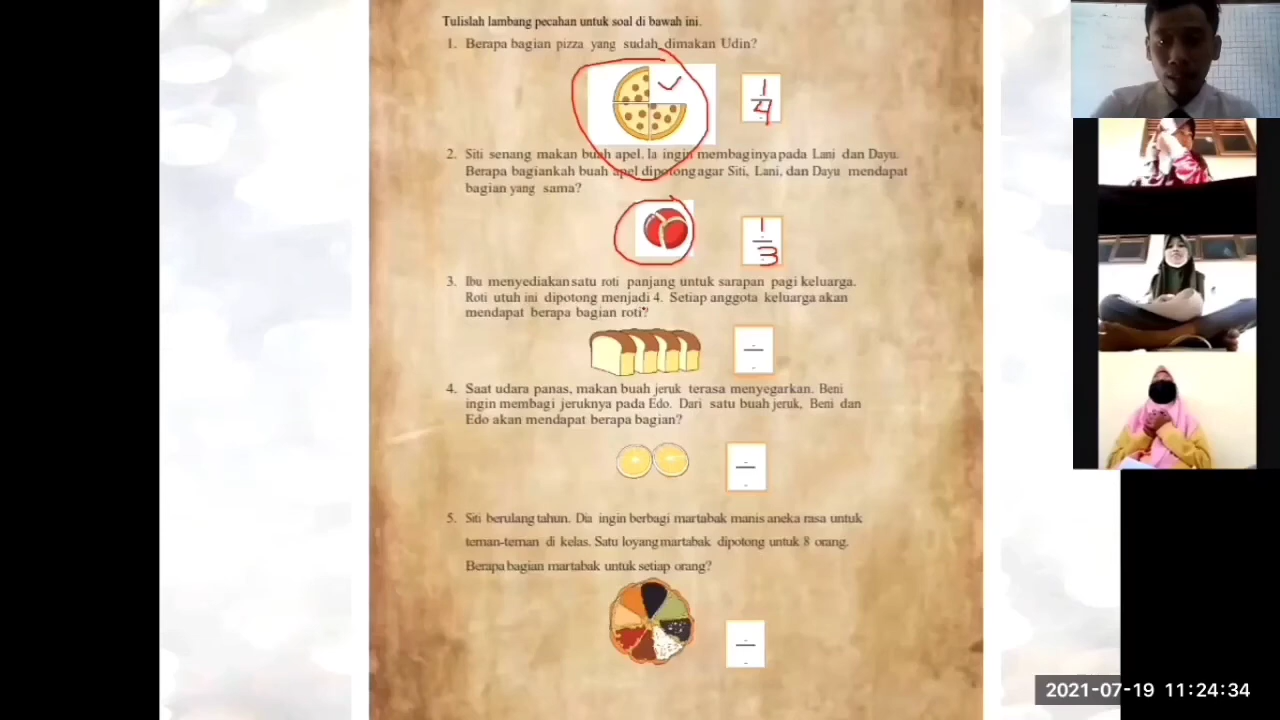 Tulislah lambang pecahan untuk soal di bawah ini.
1. Berapa bagian pizza yang sudah dimakan Udin?
1
4
2. Siti senang makan buah apel. Ia ingin membaginya pada Lani dan Dayu.
Berapa bagiankah buah apel dipotong agar Siti, Lani, dan Dayu mendapat
bagian yang sama?
1
3
3. Ibu menyediakan satu roti panjang untuk sarapan pagi keluarga.
Roti utuh ini dipotong menjadi 4. Setiap anggota keluarga akan
mendapat berapa bagian roti?
4. Saat udara panas, makan buah jeruk terasa menyegarkan. Beni
ingin membagi jeruknya pada Edo. Dari satu buah jeruk, Beni dan
Edo akan mendapat berapa bagian?
5. Siti berulang tahun. Dia ingin berbagi martabak manis aneka rasa untuk
teman-teman di kelas. Satu loyang martabak dipotong untuk 8 orang.
Berapa bagian martabak untuk setiap orang?
2021-07-19 11:24:34